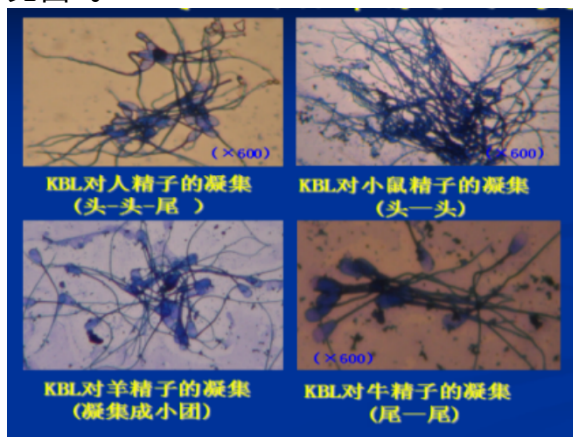 （×600）
（×600）
KBL对人精子的凝集
（头-头-尾 ）
KBL对小鼠精子的凝集
（头—头）
（×600）
KBL对羊精子的凝集
（凝集成小团）
KBL对牛精子的凝集
（尾—尾）